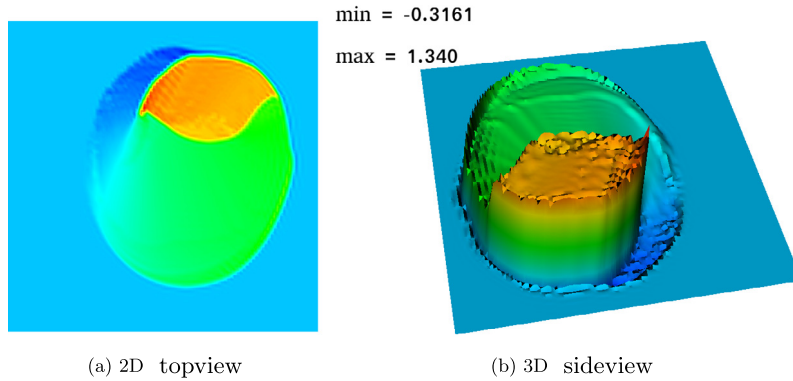 min = -0.3161
max = 1.340
(a) 2D topview
(b) 3D sideview